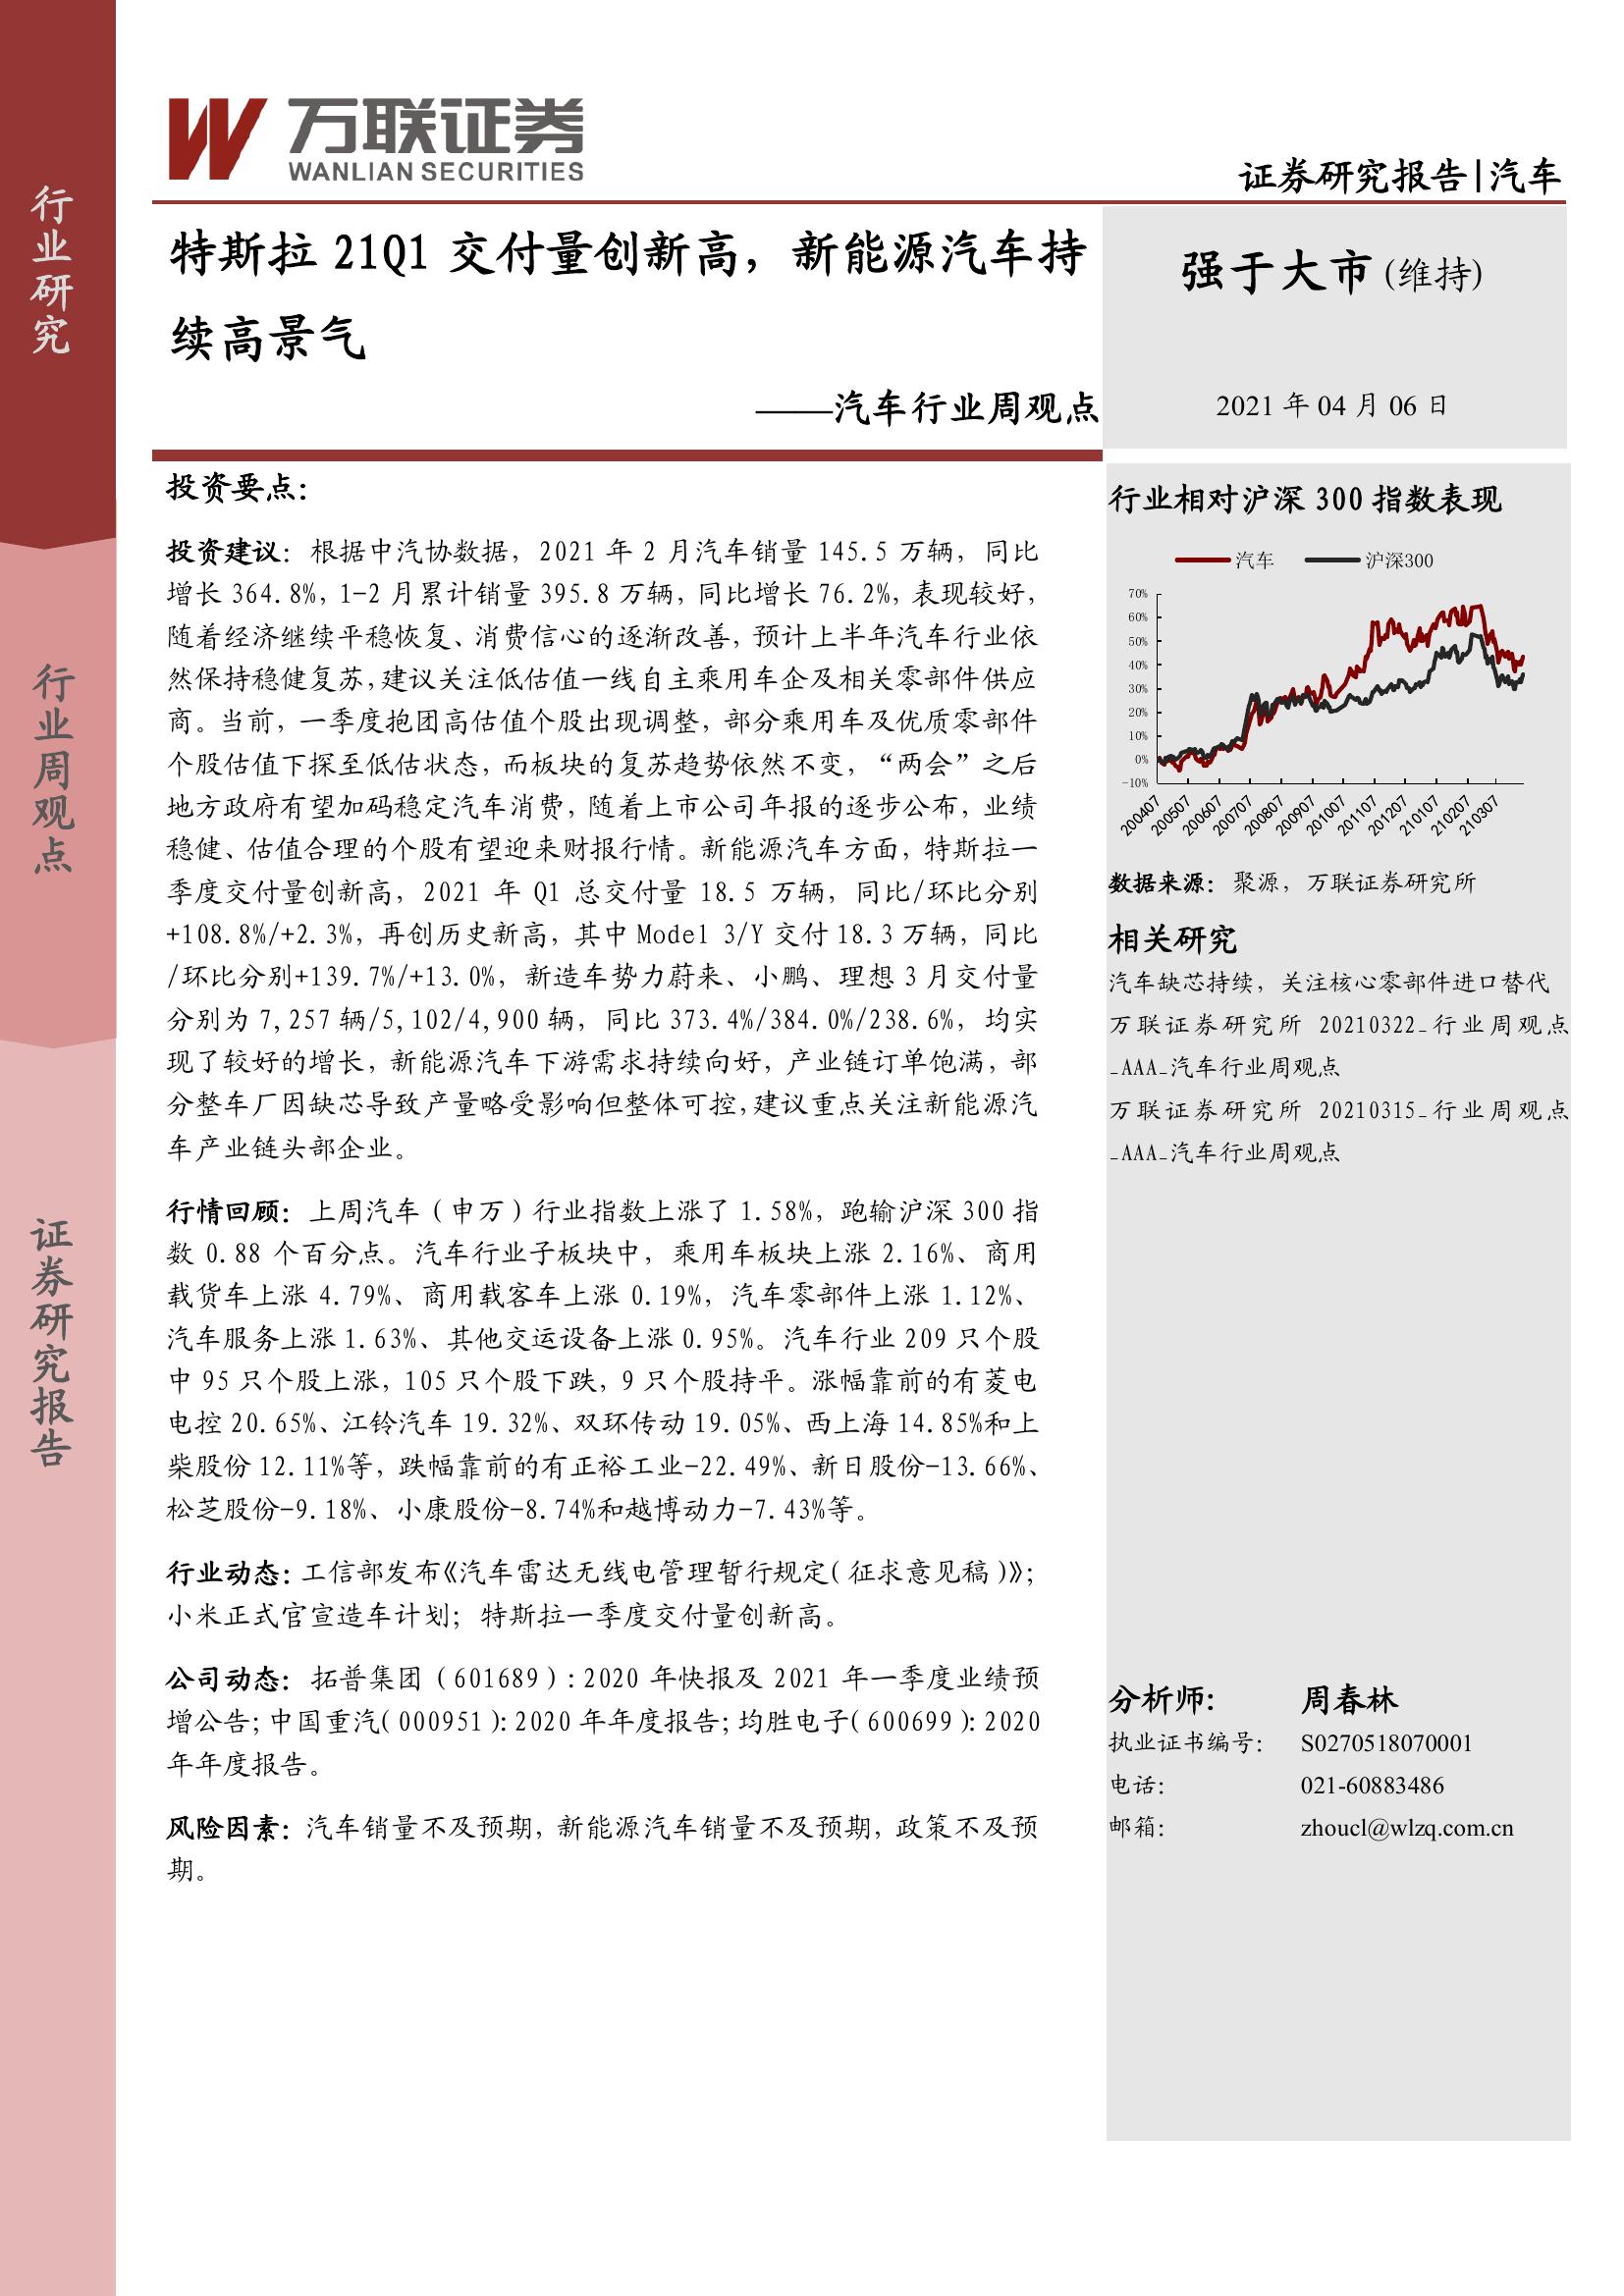 行业研究
行业周观点
证券研究报告
万联证券
WANLIAN SECURITIES
证券研究报告|汽车
特斯拉 21Q1 交付量创新高，新能源汽车持
续高景气
——汽车行业周观点
强于大市(维持)
2021 年 04 月 06 日
投资要点：
投资建议：根据中汽协数据，2021 年 2 月汽车销量 145.5 万辆，同比
增长 364.8%，1-2 月累计销量 395.8 万辆，同比增长 76.2%，表现较好，
随着经济继续平稳恢复、消费信心的逐渐改善，预计上半年汽车行业依
然保持稳健复苏，建议关注低估值一线自主乘用车企及相关零部件供应
商。当前，一季度抱团高估值个股出现调整，部分乘用车及优质零部件
个股估值下探至低估状态，而板块的复苏趋势依然不变，“两会”之后
地方政府有望加码稳定汽车消费，随着上市公司年报的逐步公布，业绩
稳健、估值合理的个股有望迎来财报行情。新能源汽车方面，特斯拉一
季度交付量创新高，2021 年 Q1 总交付量 18.5 万辆，同比/环比分别
+108.8%/+2.3%，再创历史新高，其中 Model 3/Y 交付 18.3 万辆，同比
/环比分别+139.7%/+13.0%，新造车势力蔚来、小鹏、理想 3 月交付量
分别为 7,257 辆/5,102/4,900 辆，同比 373.4%/384.0%/238.6%，均实
现了较好的增长，新能源汽车下游需求持续向好，产业链订单饱满，部
分整车厂因缺芯导致产量略受影响但整体可控，建议重点关注新能源汽
车产业链头部企业。
行情回顾：上周汽车（申万）行业指数上涨了 1.58%，跑输沪深 300 指
数 0.88 个百分点。汽车行业子板块中，乘用车板块上涨 2.16%、商用
载货车上涨 4.79%、商用载客车上涨 0.19%，汽车零部件上涨 1.12%、
汽车服务上涨 1.63%、其他交运设备上涨 0.95%。汽车行业 209 只个股
中 95 只个股上涨，105 只个股下跌，9 只个股持平。涨幅靠前的有菱电
电控 20.65%、江铃汽车 19.32%、双环传动 19.05%、西上海 14.85%和上
柴股份 12.11%等，跌幅靠前的有正裕工业-22.49%、新日股份-13.66%、
松芝股份-9.18%、小康股份-8.74%和越博动力-7.43%等。
行业动态：工信部发布《汽车雷达无线电管理暂行规定(征求意见稿)》；
小米正式官宣造车计划；特斯拉一季度交付量创新高。
公司动态：拓普集团（601689）：2020 年快报及 2021 年一季度业绩预
增公告；中国重汽（000951）：2020 年年度报告；均胜电子（600699）：2020
年年度报告。
风险因素：汽车销量不及预期，新能源汽车销量不及预期，政策不及预
期。
行业相对沪深 300 指数表现
汽车 沪深300
70%
60%
50%
40%
30%
20%
10%
0%
-10%
200407 200507 200607 200707 200807 200907 201007 201107 201207 210107 210207 210307
数据来源：聚源，万联证券研究所
相关研究
汽车缺芯持续，关注核心零部件进口替代
万联证券研究所 20210322_行业周观点
_AAA_汽车行业周观点
万联证券研究所 20210315_行业周观点
_AAA_汽车行业周观点
分析师： 周春林
执业证书编号： S0270518070001
电话： 021-60883486
邮箱： zhoucl@wlzq.com.cn